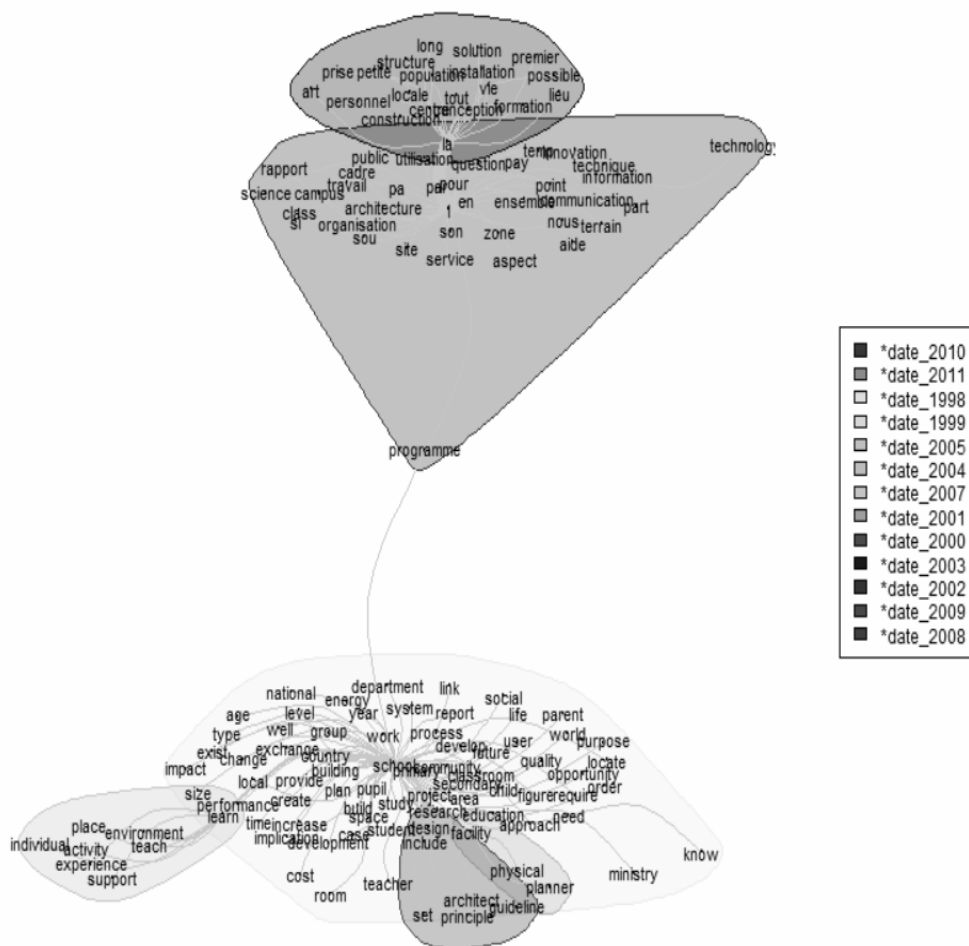 long
solution
premier
structure
prise petite
population
installation
possible
art
vie
locale
tout
lieu
personnel
centre
formation
construction
la
technology
public
utilisation
question
pay
innovation
rapport
cadre
technique
travail
pa
par
pour
point
information
science campus
en
ensemble
communication
class
architecture
part
si
organisation
nous
terrain
sou
son
zone
aide
site
service
aspect
programme
*date_2010
*date_2011
*date_1998
*date_1999
*date_2005
*date_2004
*date_2007
*date_2001
*date_2000
*date_2003
*date_2002
*date_2009
*date_2008
national
energy
department
link
social
age
level
year
system
report
life
parent
type
well
group
work
process
user
world
exist
exchange
develop
future
purpose
change
country
school
primary
community
quality
locate
impact
building
classroom
opportunity
local
provide
plan
pupil
secondary
child
order
size
performance
create
build
study
project
area
figure
require
learn
space
research
education
need
place
environment
time
increase
case
student
design
facility
approach
individual
activity
teach
implication
development
include
know
experience
support
cost
teacher
physical
ministry
room
planner
architect
guideline
set
principle